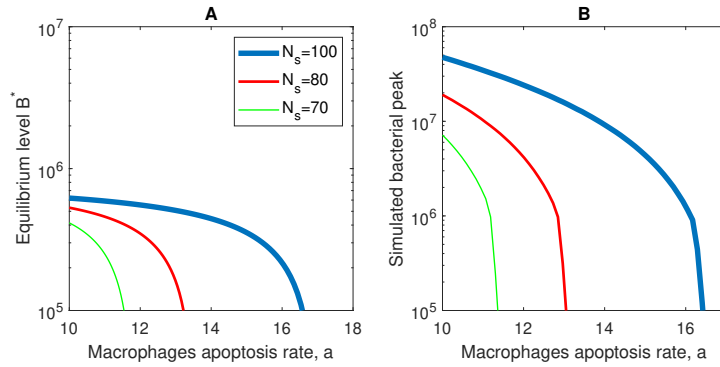 A
B
10^7
10^6
10^5
Equilibrium level B^*
N_s=100
N_s=80
N_s=70
10 12 14 16 18
Macrophages apoptosis rate, a
10^8
10^7
10^6
10^5
Simulated bacterial peak
10 12 14 16
Macrophages apoptosis rate, a